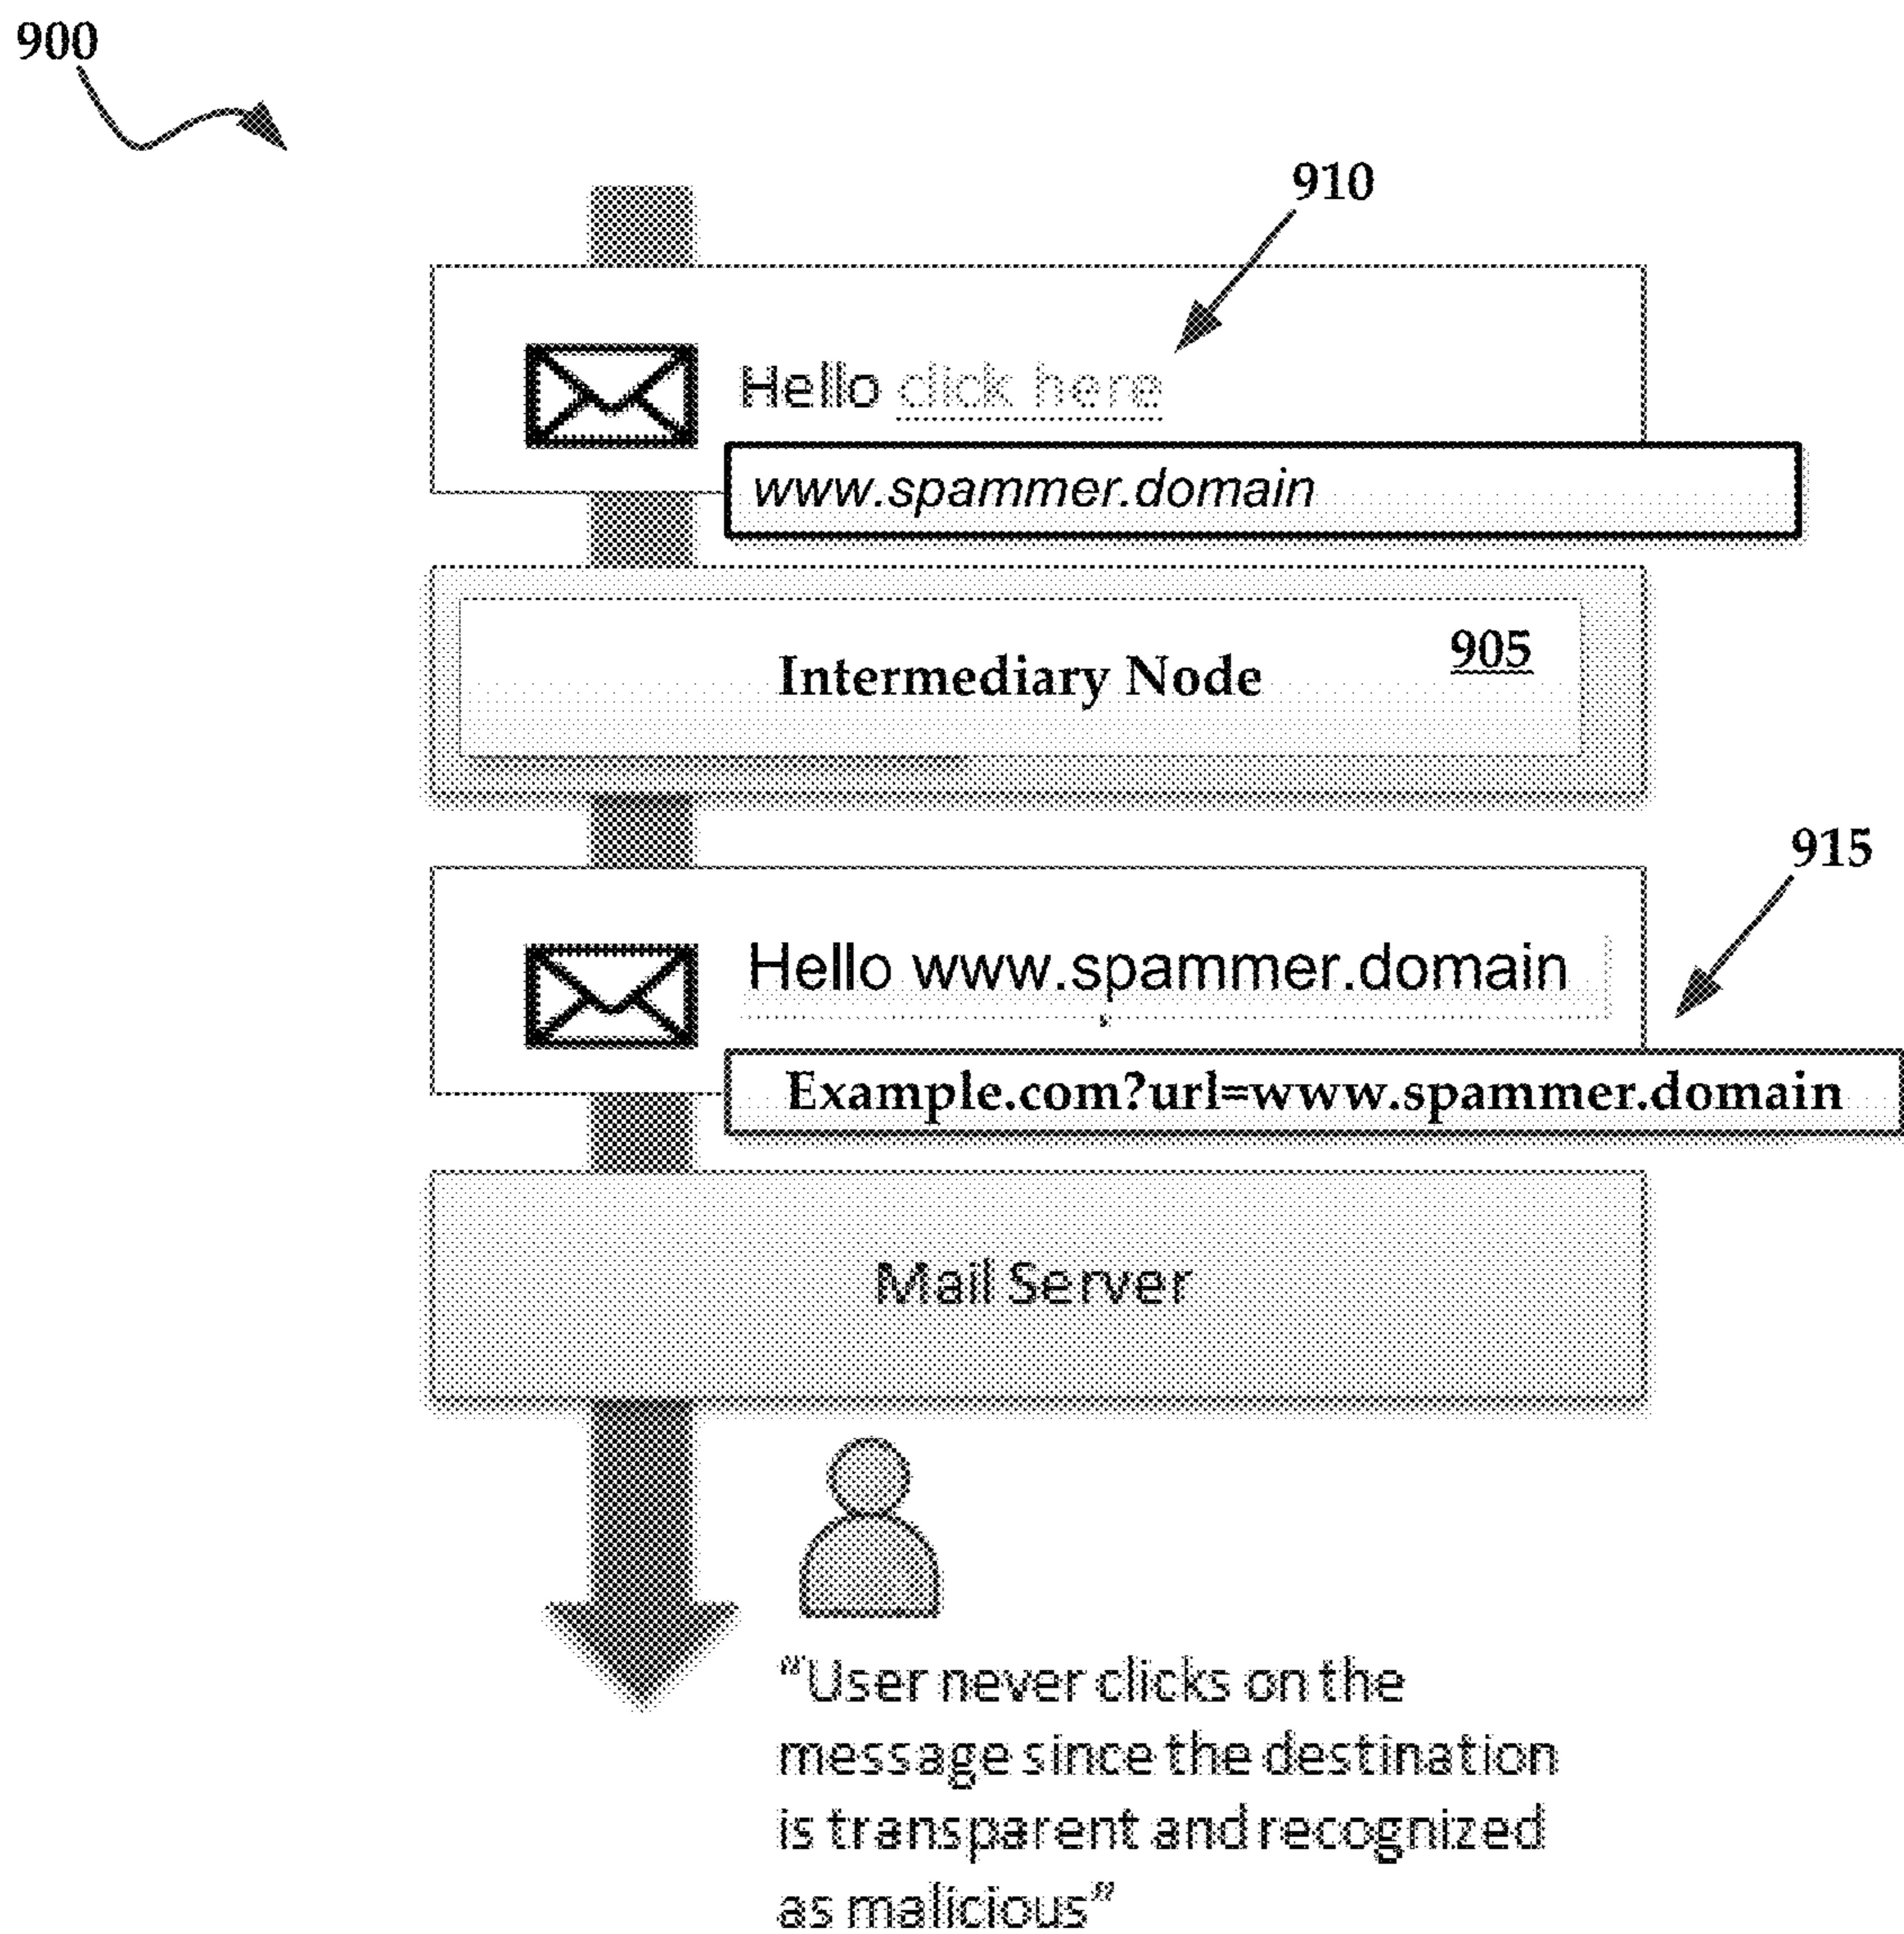 900
910
Hello click here
www.spammer.domain
Intermediary Node 905
915
Hello www.spammer.domain
Example.com?url=www.spammer.domain
Mail Server
“User never clicks on the
message since the destination
is transparent and recognized
as malicious”